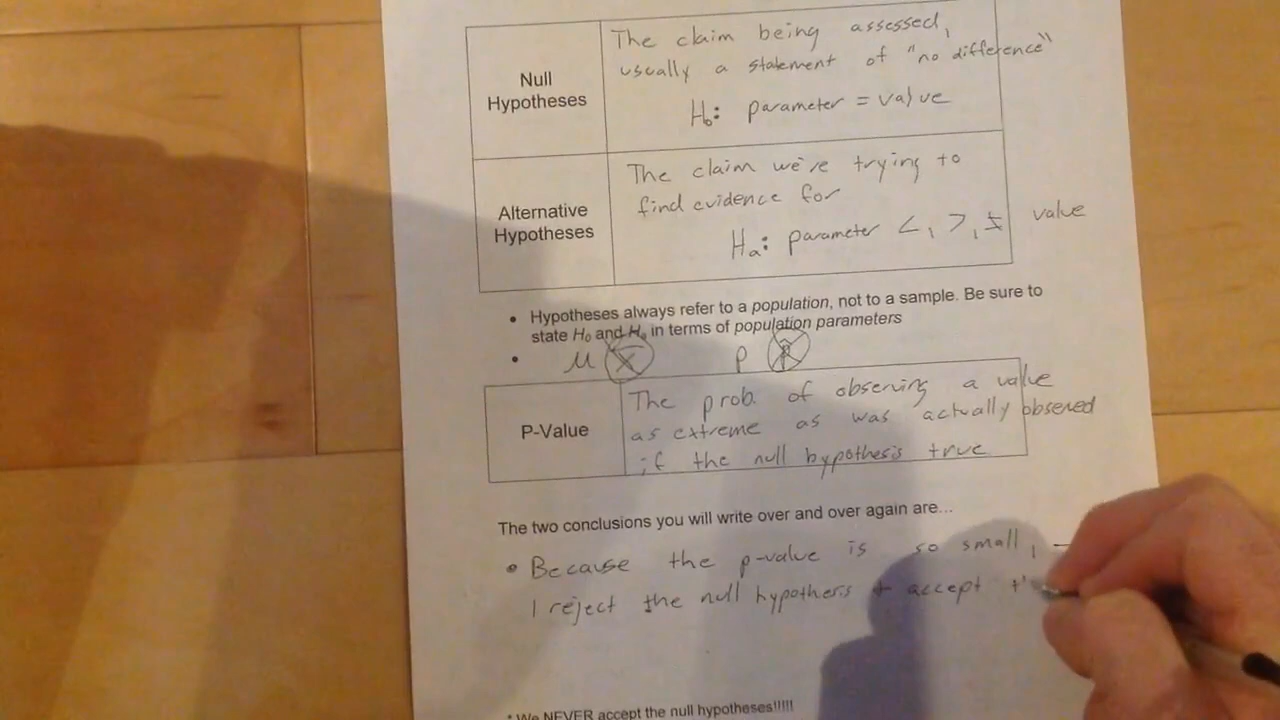 Null Hypotheses
The claim being assessed,
usually a statement of "no difference"
H₀: parameter = value
Alternative Hypotheses
The claim we're trying to
find evidence for
Hₐ: parameter <, >, ≠ value
• Hypotheses always refer to a population, not to a sample. Be sure to
state H₀ and Hₐ in terms of population parameters
• μ x̄ p p̂
P-Value
The prob. of observing a value
as extreme as was actually observed
if the null hypothesis true
The two conclusions you will write over and over again are...
• Because the p-value is so small,
I reject the null hypothesis + accept
* We NEVER accept the null hypotheses!!!!!